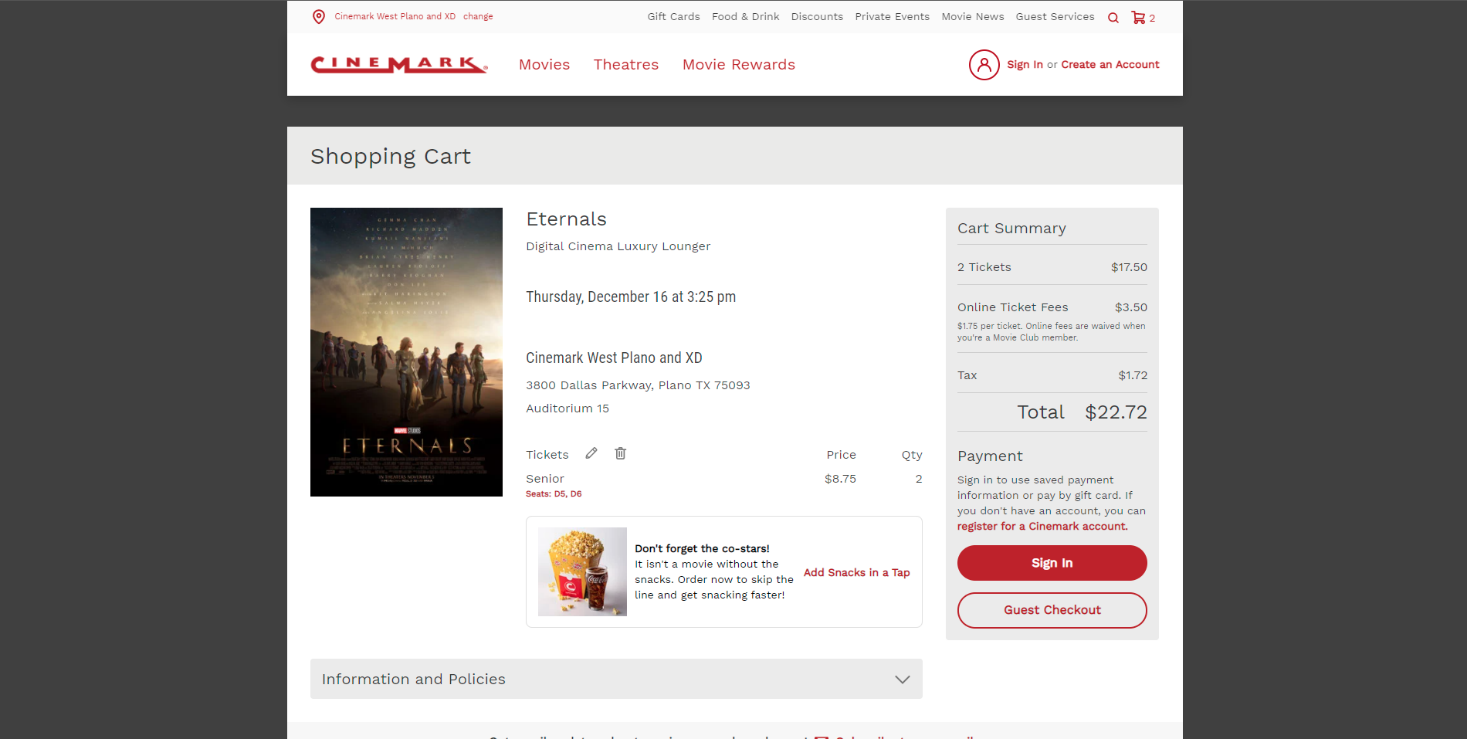 Cinemark West Plano and XD change
Gift Cards Food & Drink Discounts Private Events Movie News Guest Services 2
CINEMARK
Movies Theatres Movie Rewards
Sign In or Create an Account
Shopping Cart
MARVEL STUDIOS
ETERNALS
Eternals
Digital Cinema Luxury Lounger
Thursday, December 16 at 3:25 pm
Cinemark West Plano and XD
3800 Dallas Parkway, Plano TX 75093
Auditorium 15
Tickets Price Qty
Senior $8.75 2
Seats: D5, D6
Don't forget the co-stars!
It isn't a movie without the
snacks. Order now to skip the
line and get snacking faster!
Add Snacks in a Tap
Information and Policies
Cart Summary
2 Tickets $17.50
Online Ticket Fees $3.50
$1.75 per ticket. Online fees are waived when
you're a Movie Club member.
Tax $1.72
Total $22.72
Payment
Sign in to use saved payment
information or pay by gift card. If
you don't have an account, you can
register for a Cinemark account.
Sign In
Guest Checkout